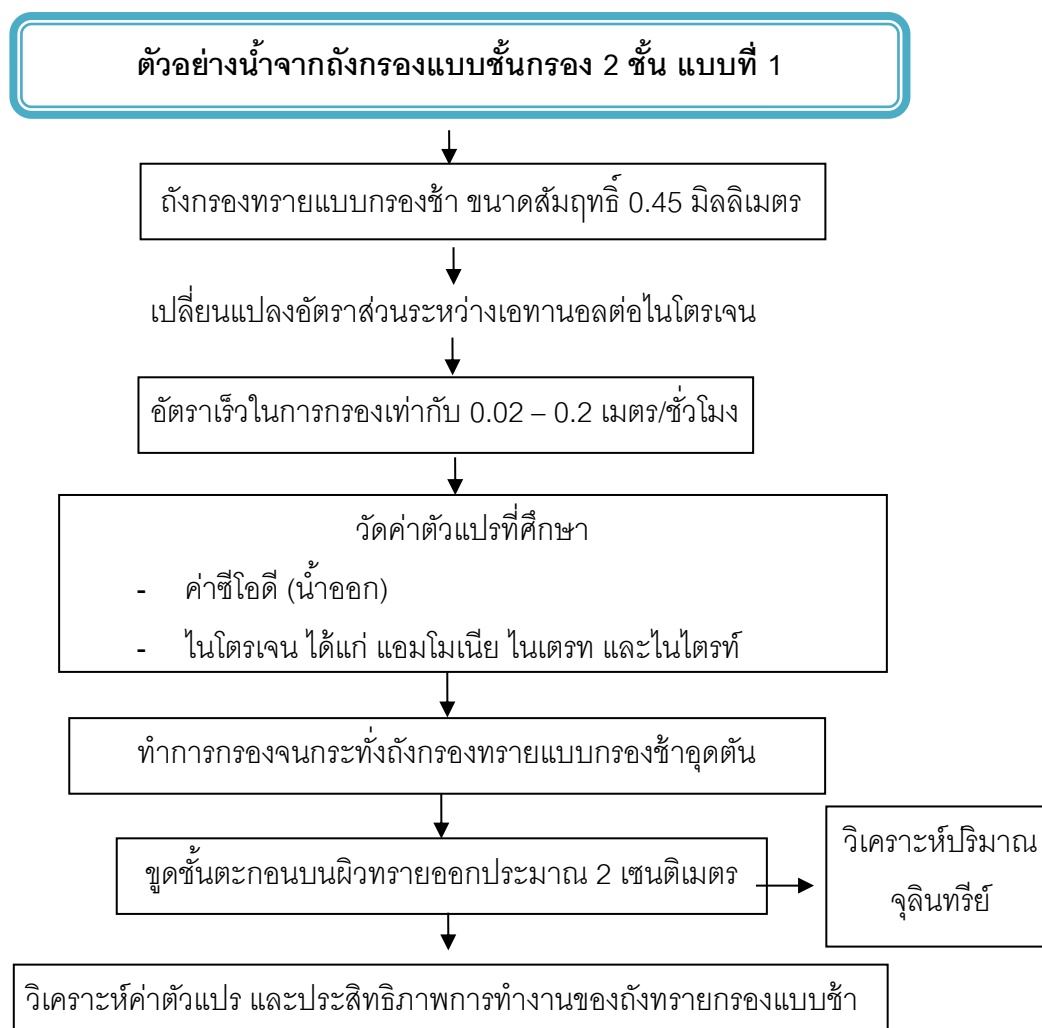 ตัวอย่างน้ำจากถังกรองแบบชั้นกรอง 2 ชั้น แบบที่ 1
ถังกรองทรายแบบกรองช้า ขนาดสัมฤทธิ์ 0.45 มิลลิเมตร
เปลี่ยนแปลงอัตราส่วนระหว่างเอทานอลต่อไนโตรเจน
อัตราเร็วในการกรองเท่ากับ 0.02 – 0.2 เมตร/ชั่วโมง
วัดค่าตัวแปรที่ศึกษา
- ค่าซีโอดี (น้ำออก)
- ไนโตรเจน ได้แก่ แอมโมเนีย ไนเตรท และไนไตรท์
ทำการกรองจนกระทั่งถังกรองทรายแบบกรองช้าอุดตัน
ขูดชั้นตะกอนบนผิวทรายออกประมาณ 2 เซนติเมตร
วิเคราะห์ปริมาณ
จุลินทรีย์
วิเคราะห์ค่าตัวแปร และประสิทธิภาพการทำงานของถังทรายกรองแบบช้า